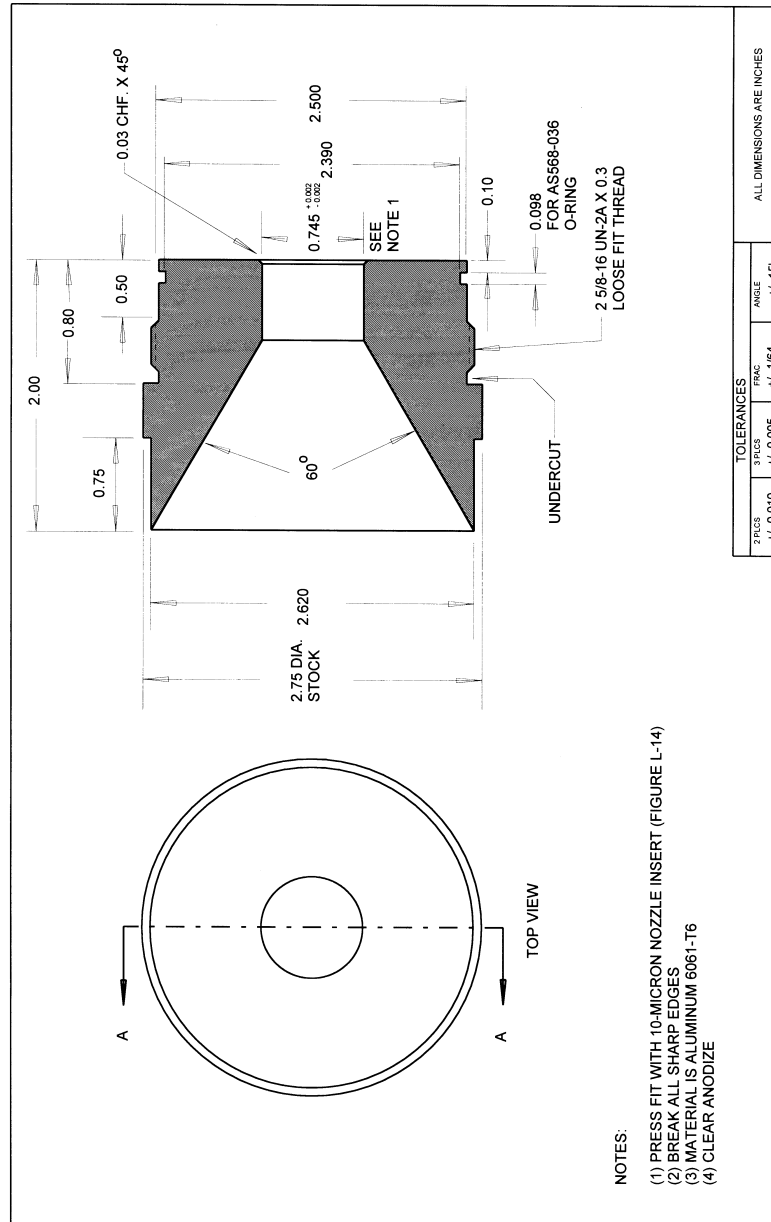 0.03 CHF. X 45⁰
2.00
0.80
0.50
0.75
60⁰
0.745 +0.002
-0.002
SEE
NOTE 1
2.390
2.500
0.10
0.098
FOR AS568-036
O-RING
2 5/8-16 UN-2A X 0.3
LOOSE FIT THREAD
UNDERCUT
2.620
2.75 DIA.
STOCK
A
A
TOP VIEW
NOTES:
(1) PRESS FIT WITH 10-MICRON NOZZLE INSERT (FIGURE L-14)
(2) BREAK ALL SHARP EDGES
(3) MATERIAL IS ALUMINUM 6061-T6
(4) CLEAR ANODIZE
TOLERANCES
ALL DIMENSIONS ARE INCHES
2 PLCS
3 PLCS
FRAC
ANGLE